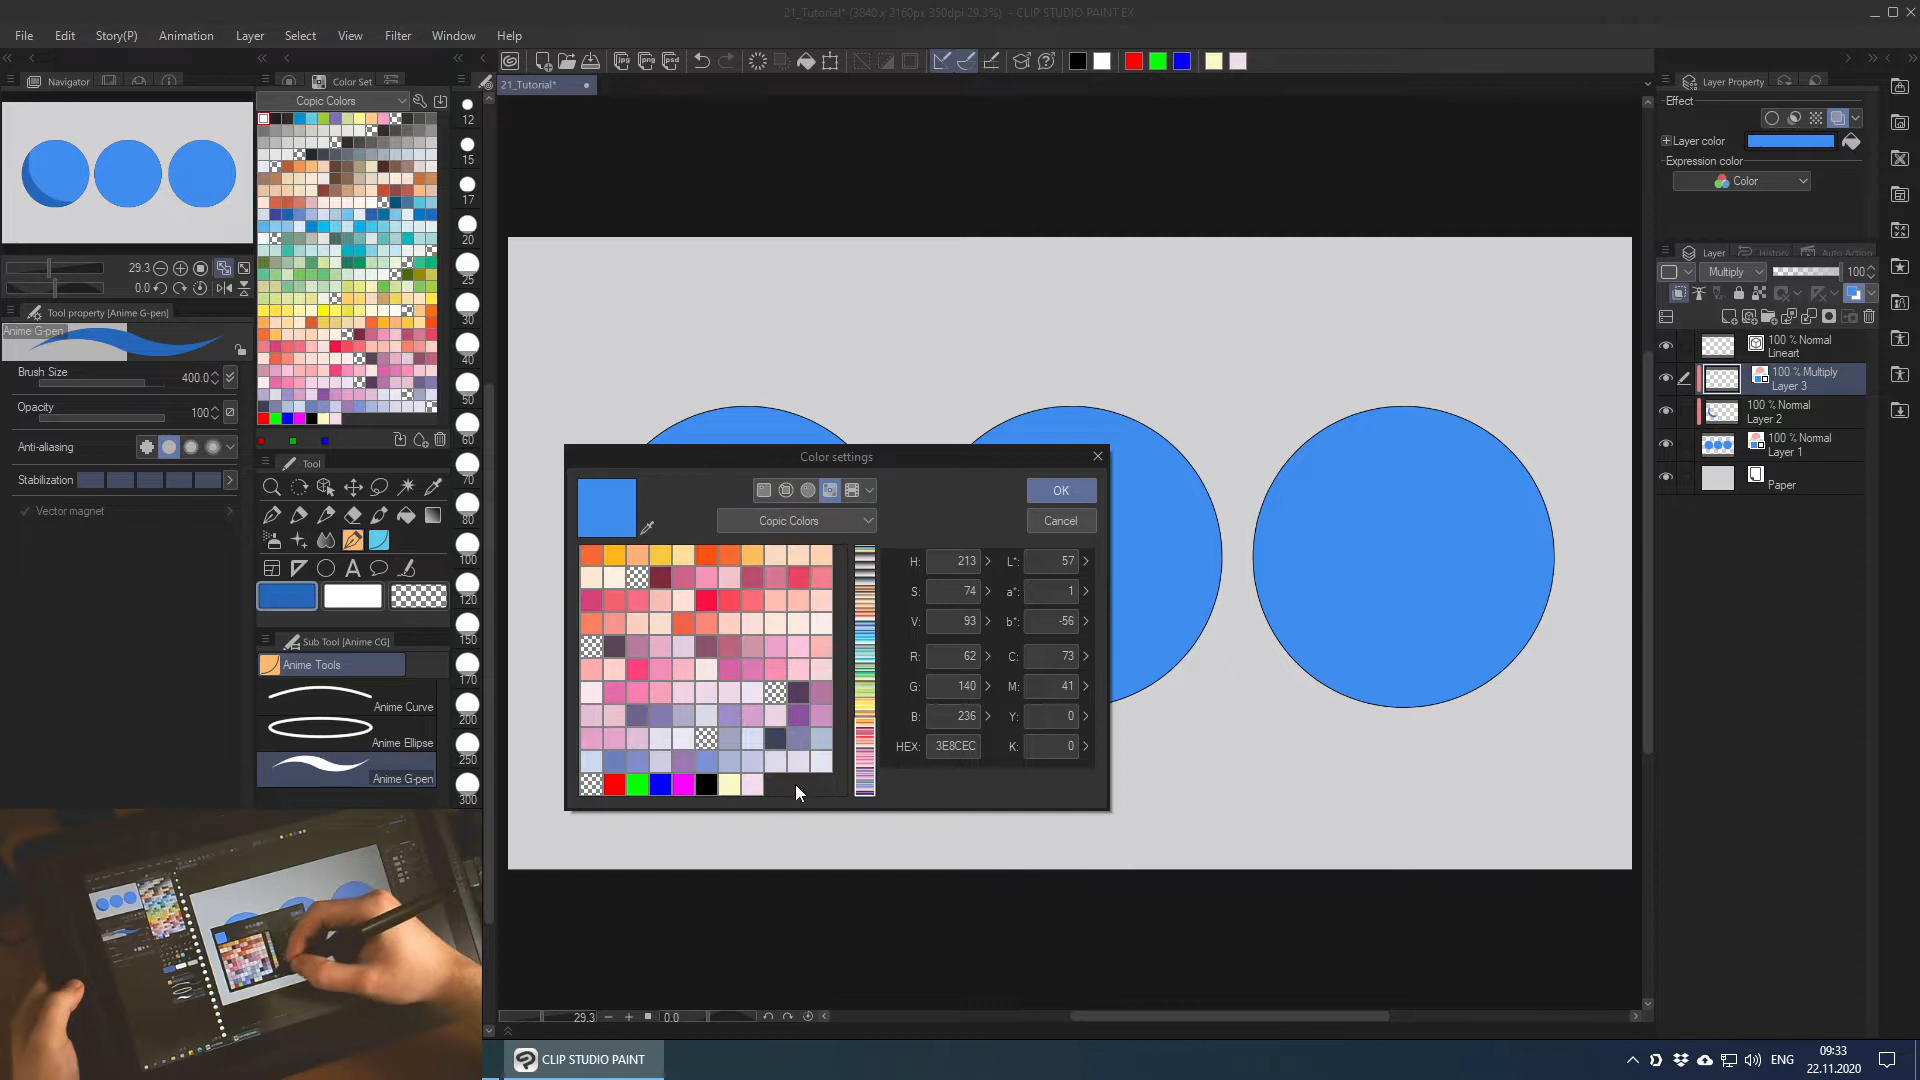 21_Tutorial* (3840 x 2160px 350dpi 29.3%) - CLIP STUDIO PAINT EX
File Edit Story(P) Animation Layer Select View Filter Window Help
Navigator
Color Set
Copic Colors
21_Tutorial*
12
15
17
20
25
30
40
50
60
70
80
100
120
150
170
200
250
300
29.3
0.0
Tool property [Anime G-pen]
Anime G-pen
Brush Size 400.0
Opacity 100
Anti-aliasing
Stabilization
Vector magnet
Tool
Sub Tool [Anime CG]
Anime Tools
Anime Curve
Anime Ellipse
Anime G-pen
jpg png psd
Color settings
OK
Copic Colors
Cancel
H: 213 L*: 57
S: 74 a*: 1
V: 93 b*: -56
R: 62 C: 73
G: 140 M: 41
B: 236 Y: 0
HEX: 3E8CEC K: 0
29.3 0.0
Layer Property
Effect
Layer color
Expression color
Color
Layer History Auto Action
Multiply 100
100 % Normal
Lineart
100 % Multiply
Layer 3
100 % Normal
Layer 2
100 % Normal
Layer 1
Paper
CLIP STUDIO PAINT
ENG
09:33
22.11.2020